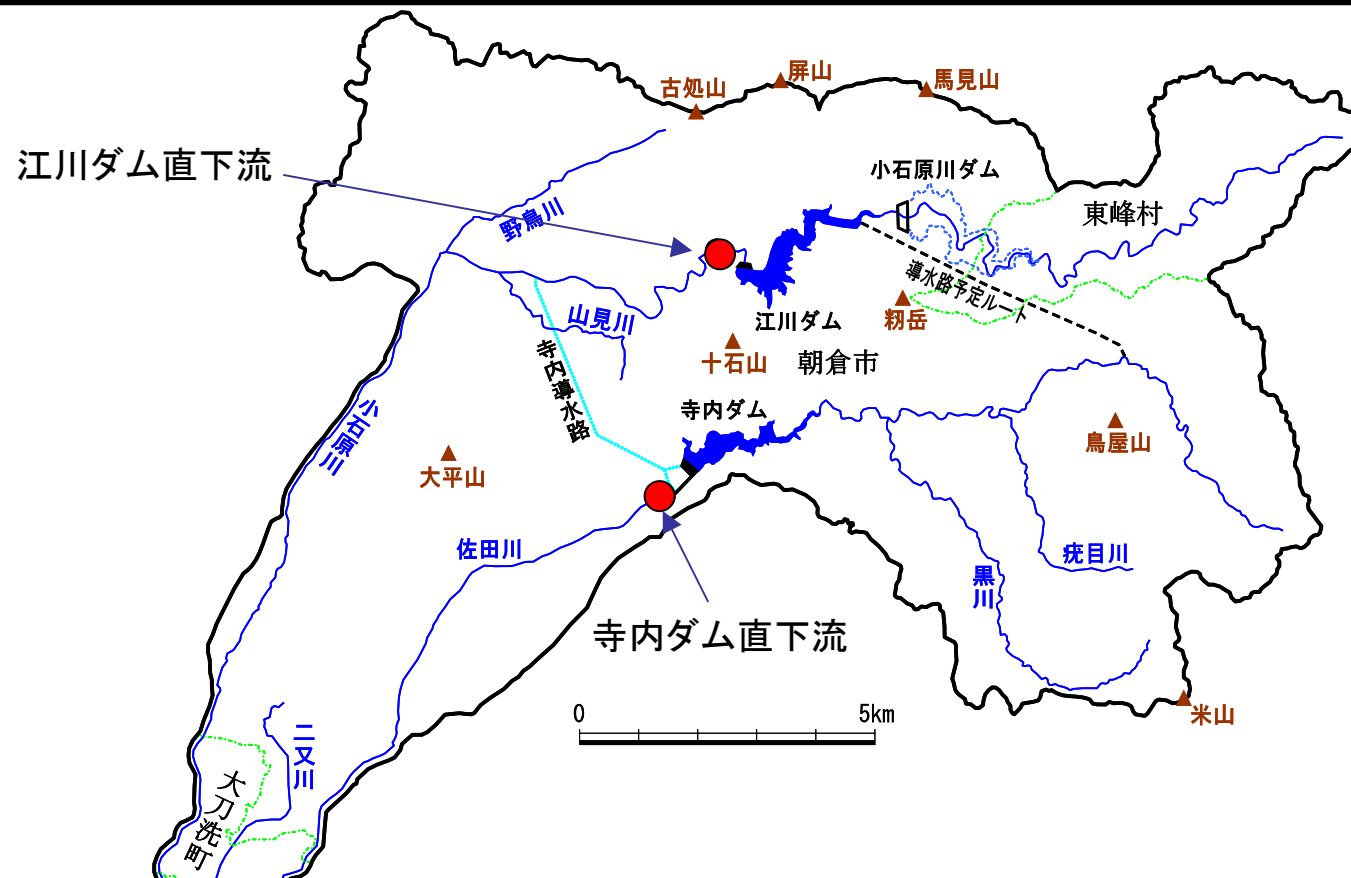 屏山
古処山
馬見山
江川ダム直下流
小石原川ダム
東峰村
野鳥川
導水路予定ルート
山見川
江川ダム
籾岳
十石山
朝倉市
寺内導水路
小石原川
寺内ダム
鳥屋山
大平山
佐田川
疣目川
黒川
寺内ダム直下流
0 5km
米山
二又川
大刀洗町